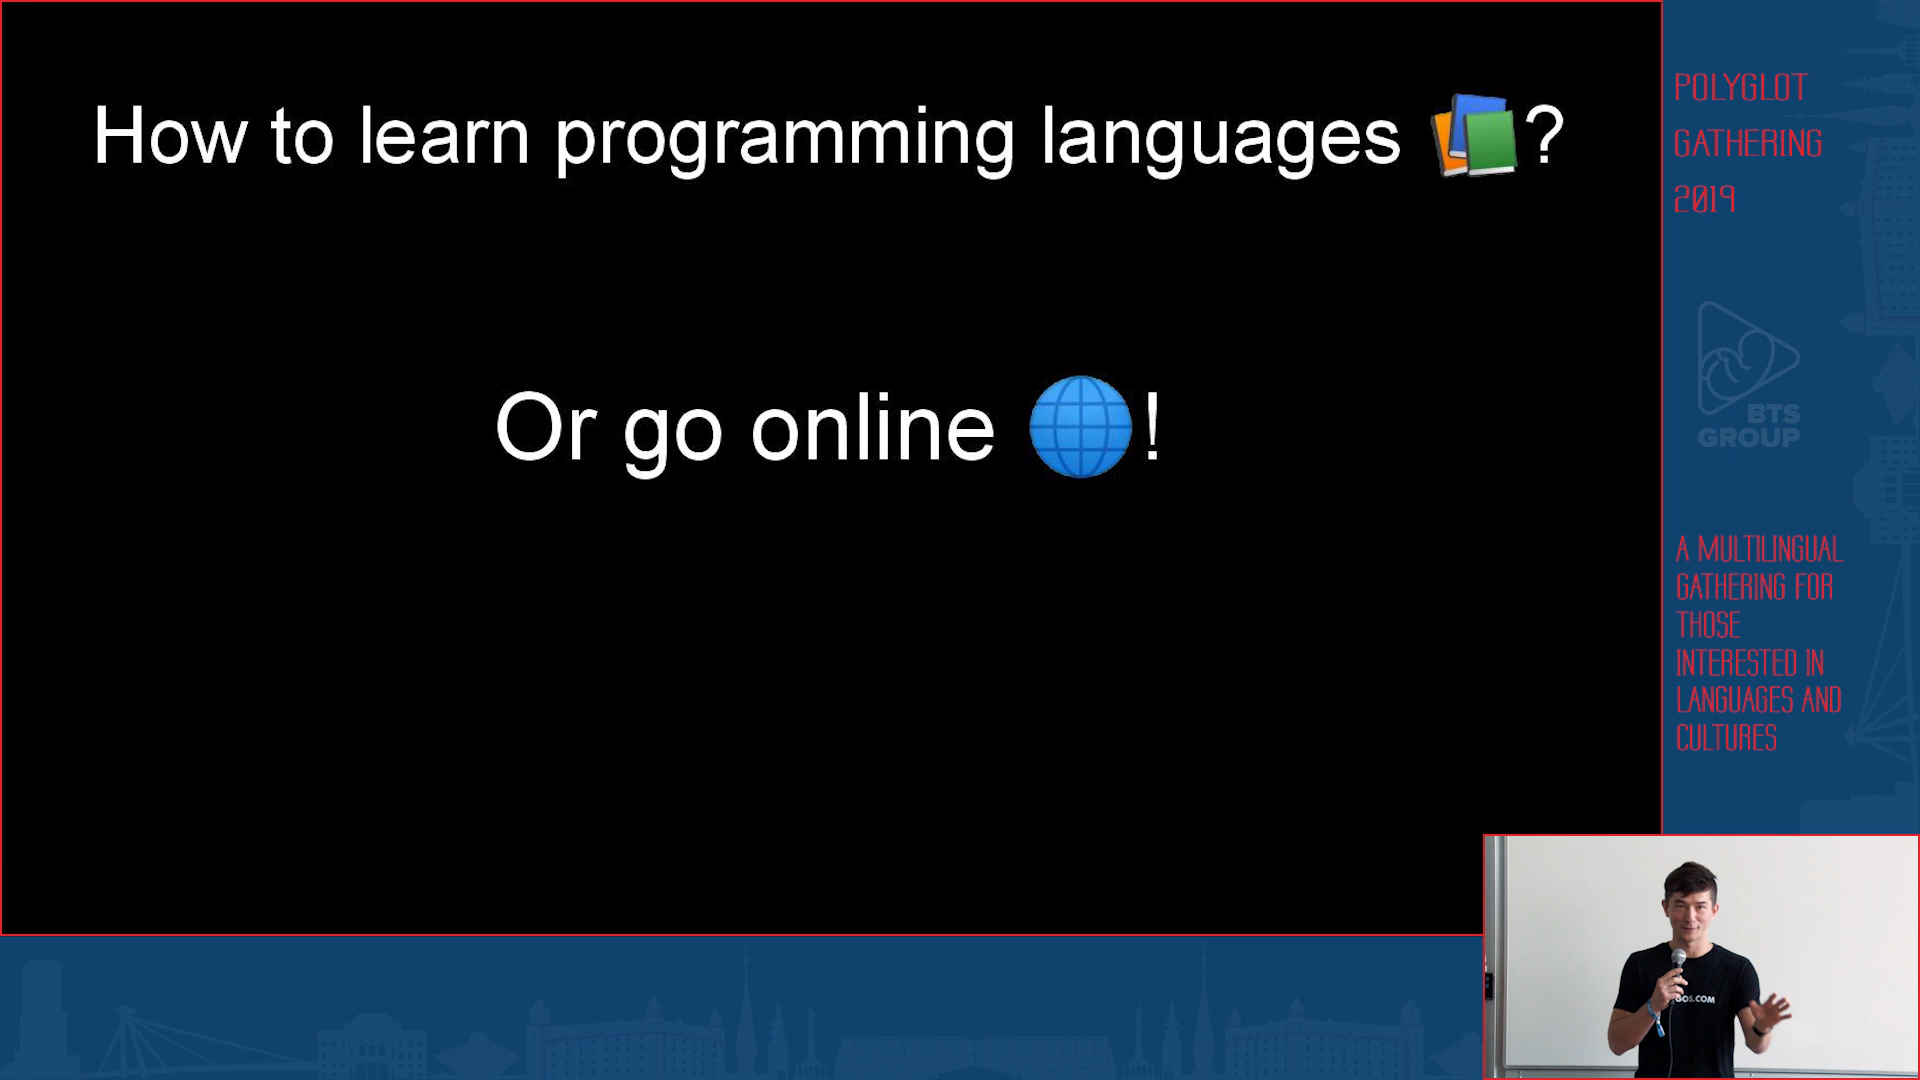 How to learn programming languages 📚?
Or go online 🌐!
POLYGLOT
GATHERING
2019
BTS
GROUP
A MULTILINGUAL
GATHERING FOR
THOSE
INTERESTED IN
LANGUAGES AND
CULTURES